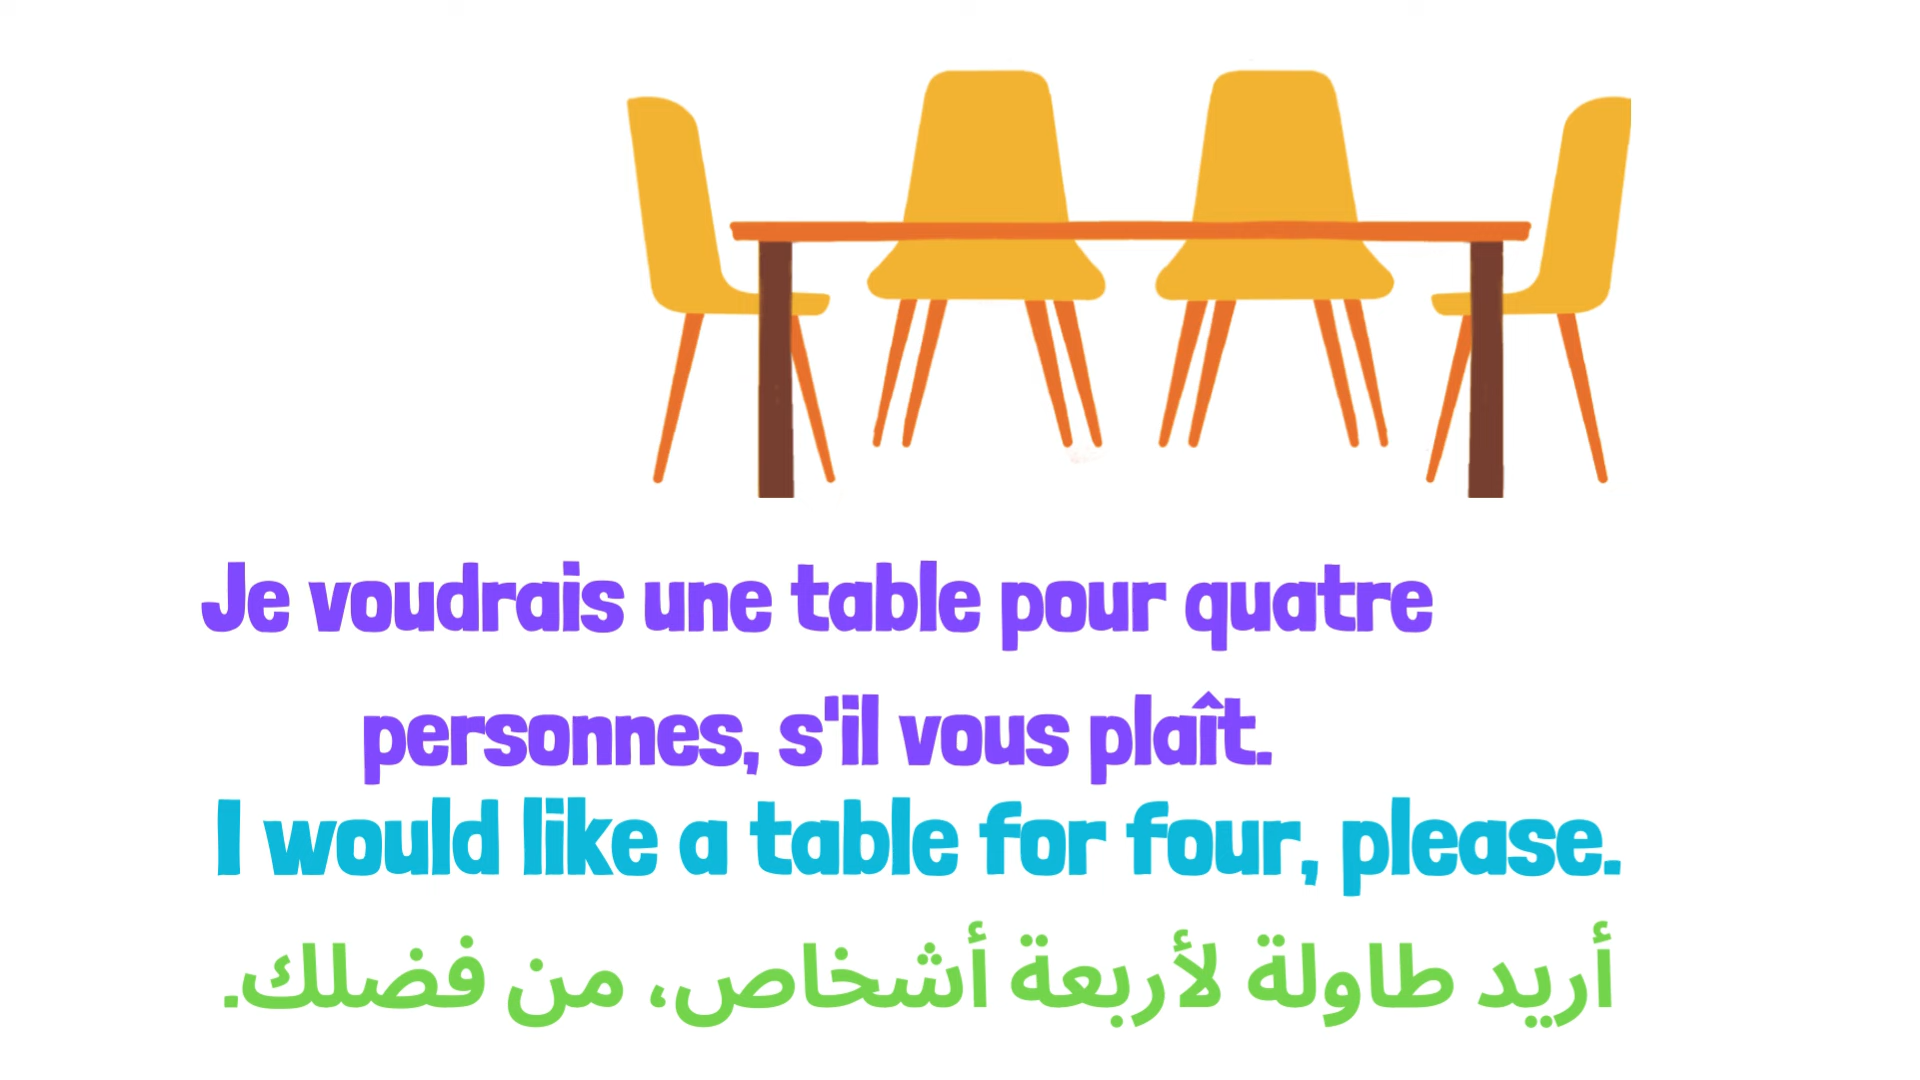 Je voudrais une table pour quatre
personnes, s'il vous plaît.
I would like a table for four, please.
أريد طاولة لأربعة أشخاص، من فضلك.